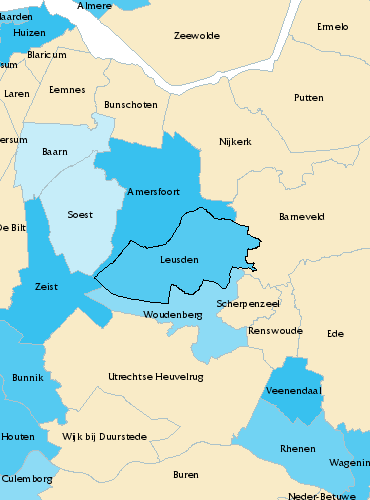 Almere
aarden
Huizen
Zeewolde
Ermelo
Blaricum
sum
Laren
Eemnes
Bunschoten
Putten
ersum
Baarn
Nijkerk
Amersfoort
Soest
Barneveld
De Bilt
Leusden
Zeist
Woudenberg
Scherpenzeel
Renswoude
Ede
Bunnik
Utrechtse Heuvelrug
Veenendaal
Houten
Wijk bij Duurstede
Rhenen
Wagenin
Culemborg
Buren
Neder-Betuwe